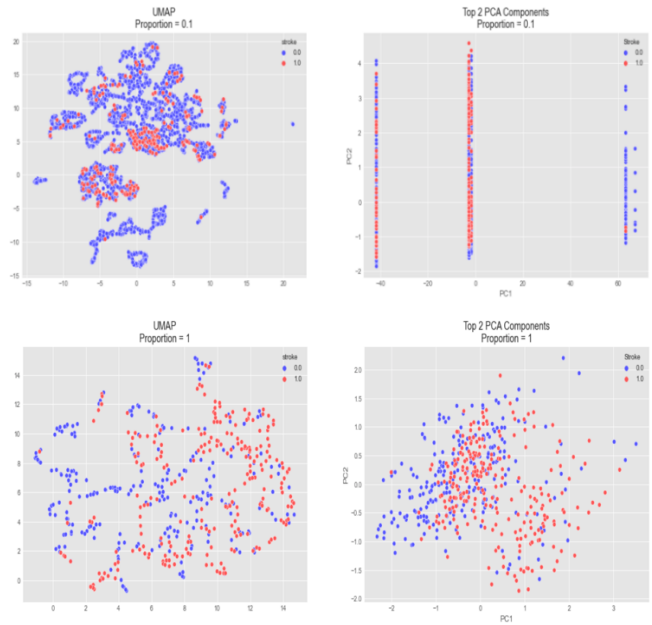 UMAP
Proportion = 0.1
stroke
0.0
1.0
20
15
10
5
0
−5
−10
−15
−15 −10 −5 0 5 10 15 20
Top 2 PCA Components
Proportion = 0.1
Stroke
0.0
1.0
PC2
4
3
2
1
0
−1
−2
−40 −20 0 20 40 60
PC1
UMAP
Proportion = 1
stroke
0.0
1.0
14
12
10
8
6
4
2
0
0 2 4 6 8 10 12 14
Top 2 PCA Components
Proportion = 1
Stroke
0.0
1.0
PC2
2.0
1.5
1.0
0.5
0.0
−0.5
−1.0
−1.5
−2.0
−2 −1 0 1 2 3
PC1